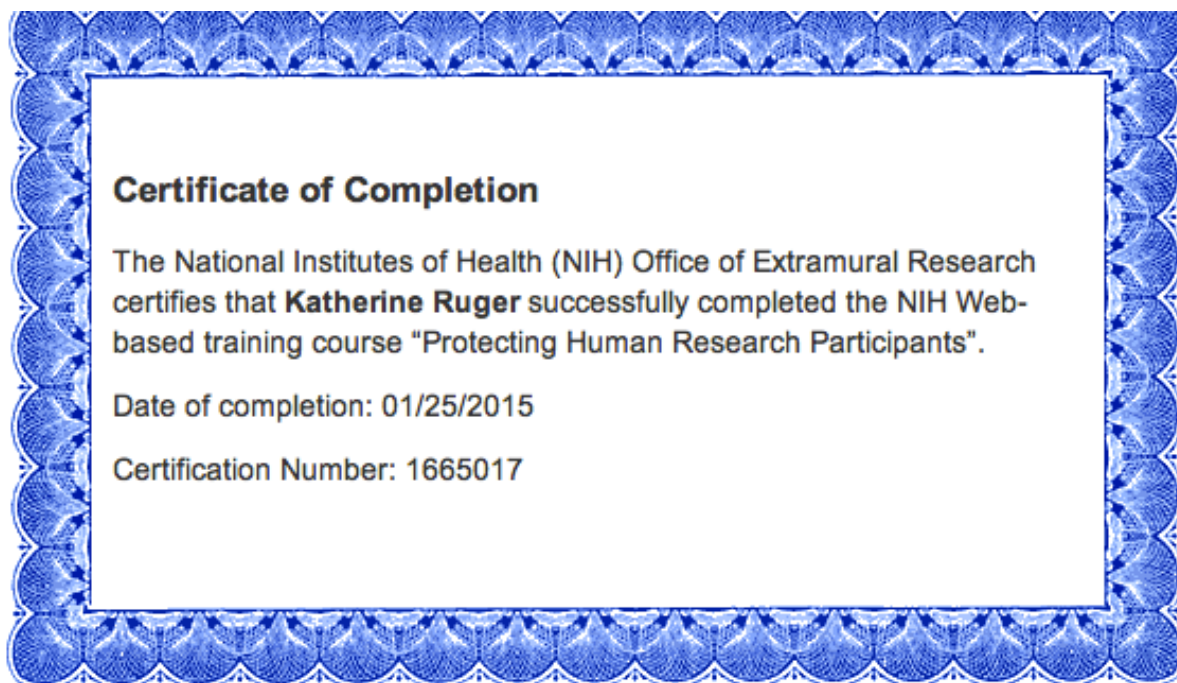 Certificate of Completion
The National Institutes of Health (NIH) Office of Extramural Research
certifies that Katherine Ruger successfully completed the NIH Web-
based training course “Protecting Human Research Participants”.
Date of completion: 01/25/2015
Certification Number: 1665017